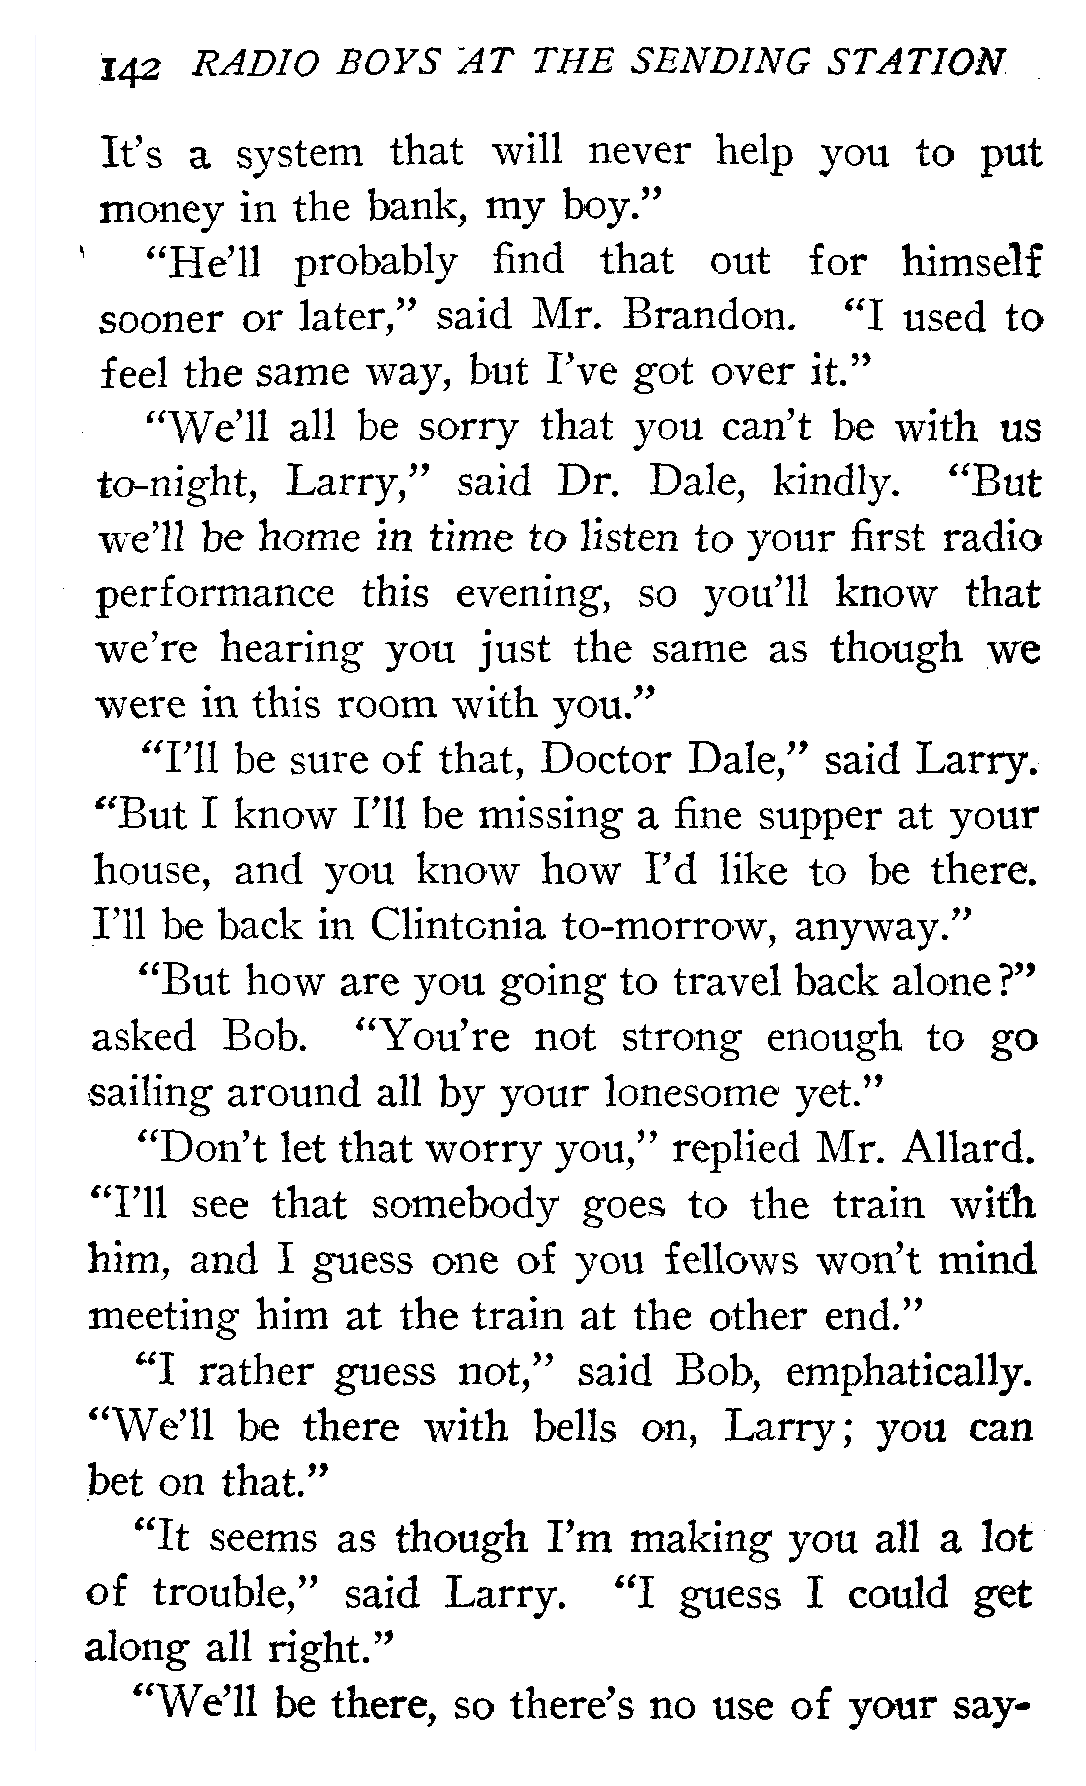 142 RADIO BOYS AT THE SENDING STATION
It's a system that will never help you to put
money in the bank, my boy."
"He'll probably find that out for himself
sooner or later," said Mr. Brandon. "I used to
feel the same way, but I've got over it."
"We'll all be sorry that you can't be with us
to-night, Larry," said Dr. Dale, kindly. "But
we'll be home in time to listen to your first radio
performance this evening, so you'll know that
we're hearing you just the same as though we
were in this room with you."
"I'll be sure of that, Doctor Dale," said Larry.
"But I know I'll be missing a fine supper at your
house, and you know how I'd like to be there.
I'll be back in Clintonia to-morrow, anyway."
"But how are you going to travel back alone?"
asked Bob. "You're not strong enough to go
sailing around all by your lonesome yet."
"Don't let that worry you," replied Mr. Allard.
"I'll see that somebody goes to the train with
him, and I guess one of you fellows won't mind
meeting him at the train at the other end."
"I rather guess not," said Bob, emphatically.
"We'll be there with bells on, Larry; you can
bet on that."
"It seems as though I'm making you all a lot
of trouble," said Larry. "I guess I could get
along all right."
"We'll be there, so there's no use of your say-